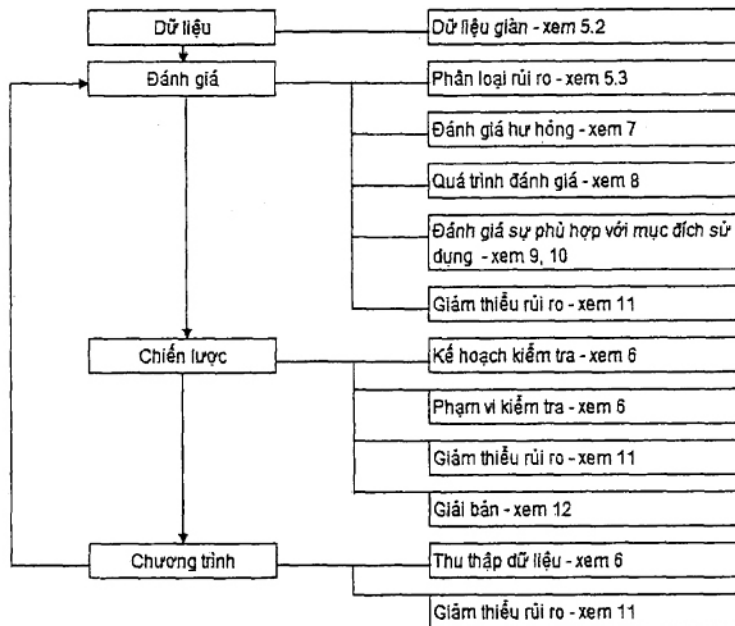 Dữ liệu
Dữ liệu giàn - xem 5.2
Đánh giá
Phân loại rủi ro - xem 5.3
Đánh giá hư hỏng - xem 7
Quá trình đánh giá - xem 8
Đánh giá sự phù hợp với mục đích sử
dụng - xem 9, 10
Giảm thiểu rủi ro - xem 11
Chiến lược
Kế hoạch kiểm tra - xem 6
Phạm vi kiểm tra - xem 6
Giảm thiểu rủi ro - xem 11
Giải bản - xem 12
Chương trình
Thu thập dữ liệu - xem 6
Giảm thiểu rủi ro - xem 11